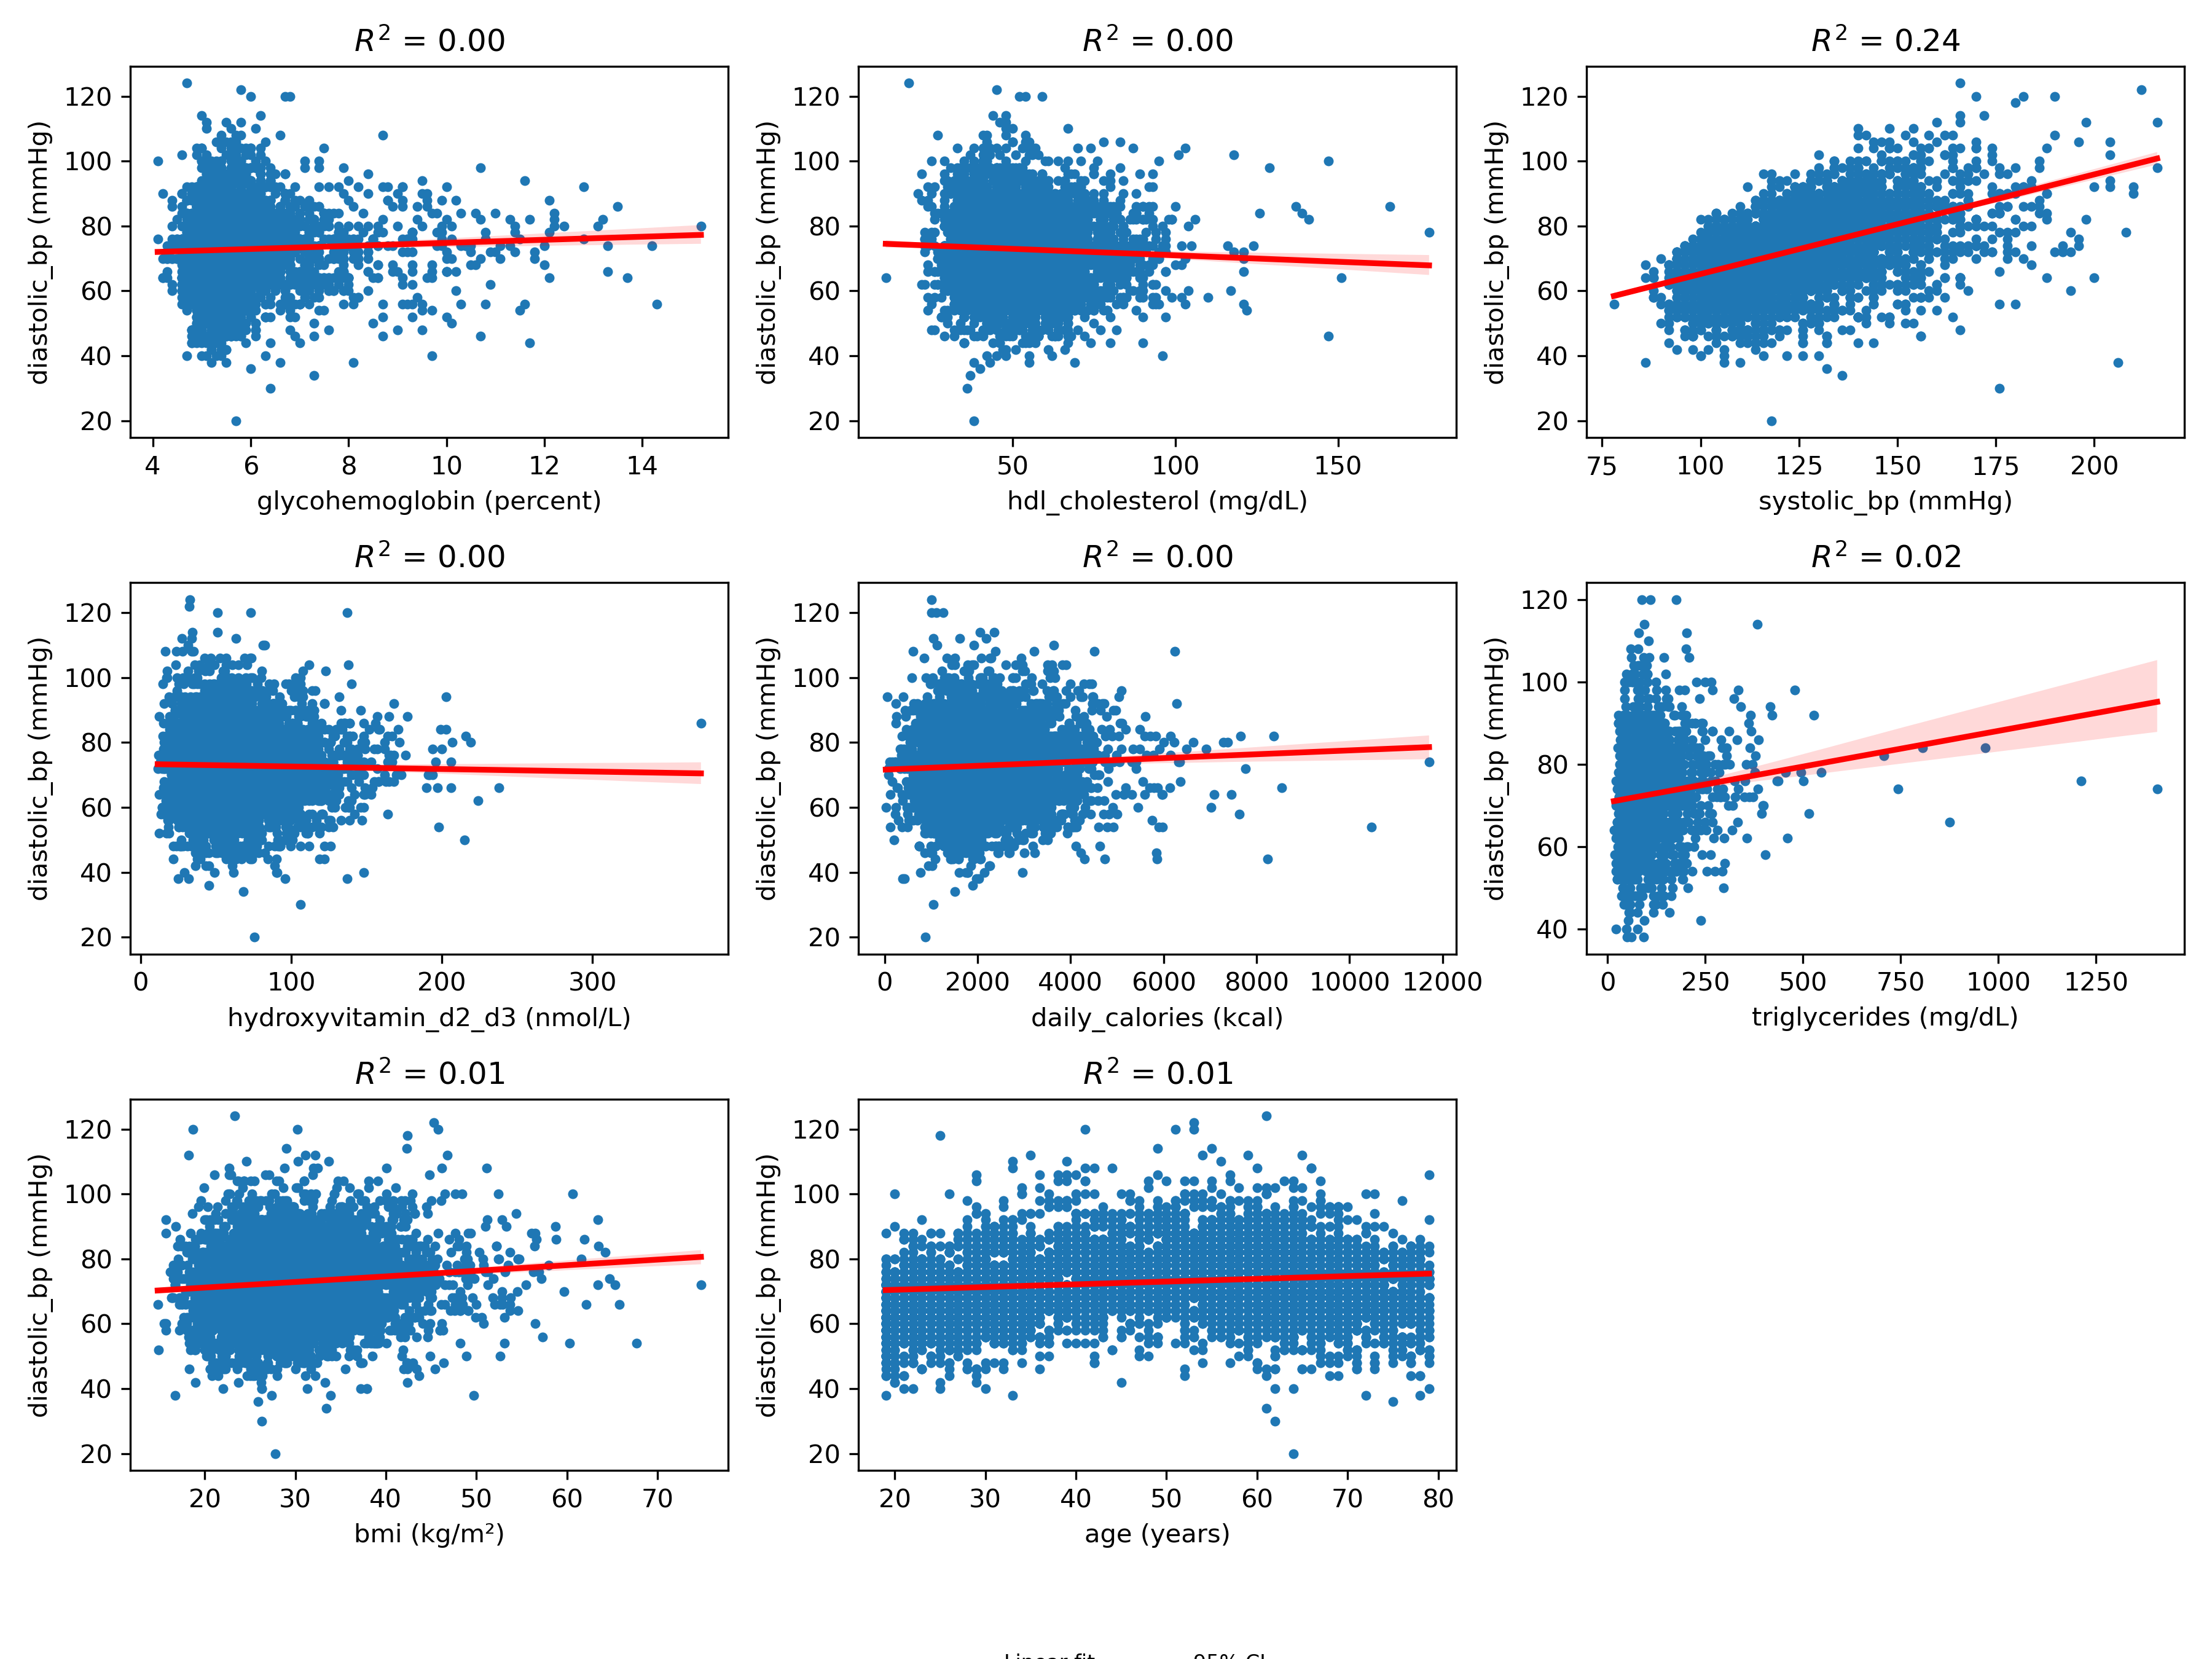 R² = 0.00
R² = 0.00
R² = 0.24
diastolic_bp (mmHg)
120
100
80
60
40
20
4 6 8 10 12 14
glycohemoglobin (percent)
diastolic_bp (mmHg)
120
100
80
60
40
20
50 100 150
hdl_cholesterol (mg/dL)
diastolic_bp (mmHg)
120
100
80
60
40
20
75 100 125 150 175 200
systolic_bp (mmHg)
R² = 0.00
R² = 0.00
R² = 0.02
diastolic_bp (mmHg)
120
100
80
60
40
20
0 100 200 300
hydroxyvitamin_d2_d3 (nmol/L)
diastolic_bp (mmHg)
120
100
80
60
40
20
0 2000 4000 6000 8000 10000 12000
daily_calories (kcal)
diastolic_bp (mmHg)
120
100
80
60
40
0 250 500 750 1000 1250
triglycerides (mg/dL)
R² = 0.01
R² = 0.01
diastolic_bp (mmHg)
120
100
80
60
40
20
20 30 40 50 60 70
bmi (kg/m²)
diastolic_bp (mmHg)
120
100
80
60
40
20
20 30 40 50 60 70 80
age (years)
Linear fit 95% CI